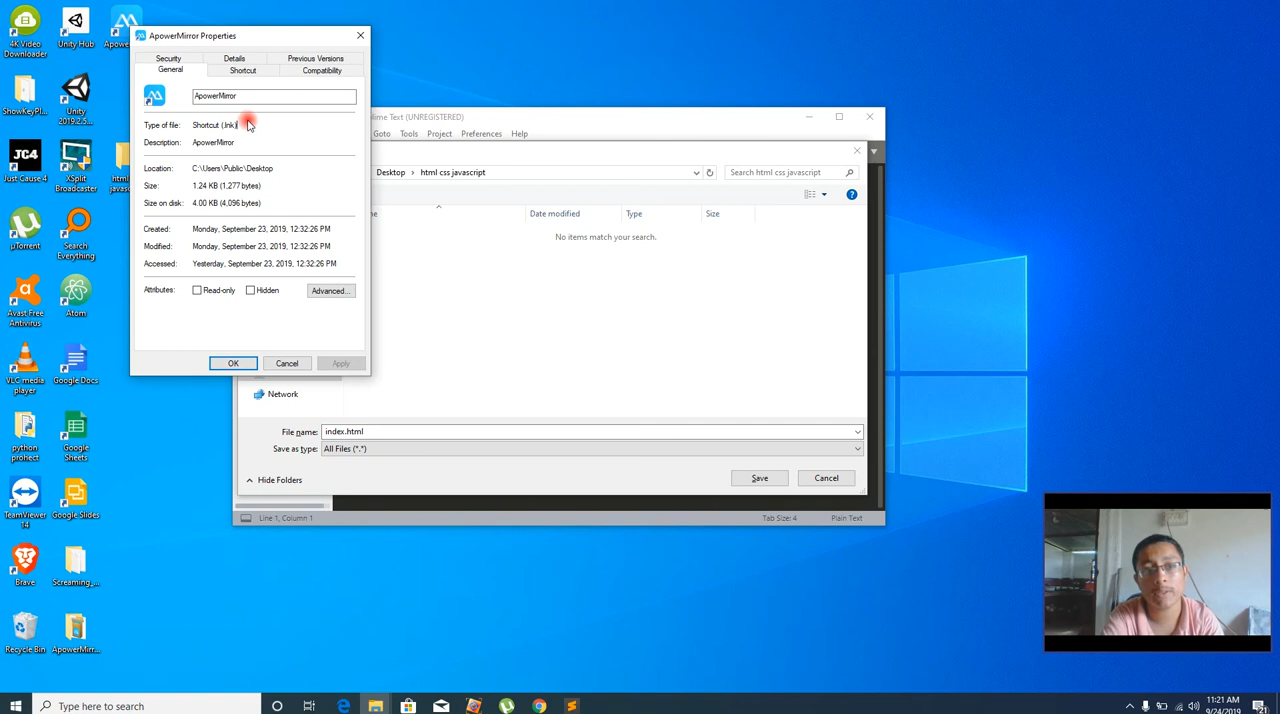 4K Video
Downloader
Unity Hub
Apowe
ShowKeyPl...
Unity
2019.2.5...
JC4
Just Cause 4
XSplit
Broadcaster
html
javas
µTorrent
Search
Everything
Avast Free
Antivirus
Atom
VLC media
player
Google Docs
python
prohect
Google
Sheets
TeamViewer
14
Google Slides
Brave
Screaming_...
Recycle Bin
ApowerMirr...
ApowerMirror Properties
Security
Details
Previous Versions
General
Shortcut
Compatibility
ApowerMirror
Type of file:
Shortcut (.lnk)
Description:
ApowerMirror
Location:
C:\Users\Public\Desktop
Size:
1.24 KB (1,277 bytes)
Size on disk:
4.00 KB (4,096 bytes)
Created:
Monday, September 23, 2019, 12:32:26 PM
Modified:
Monday, September 23, 2019, 12:32:26 PM
Accessed:
Yesterday, September 23, 2019, 12:32:26 PM
Attributes:
Read-only
Hidden
Advanced...
OK
Cancel
Apply
lime Text (UNREGISTERED)
Goto
Tools
Project
Preferences
Help
Desktop
html css javascript
Search html css javascript
me
Date modified
Type
Size
No items match your search.
Network
File name:
index.html
Save as type:
All Files (*.*)
Hide Folders
Save
Cancel
Line 1, Column 1
Tab Size: 4
Plain Text
Type here to search
11:21 AM
9/24/2019
21